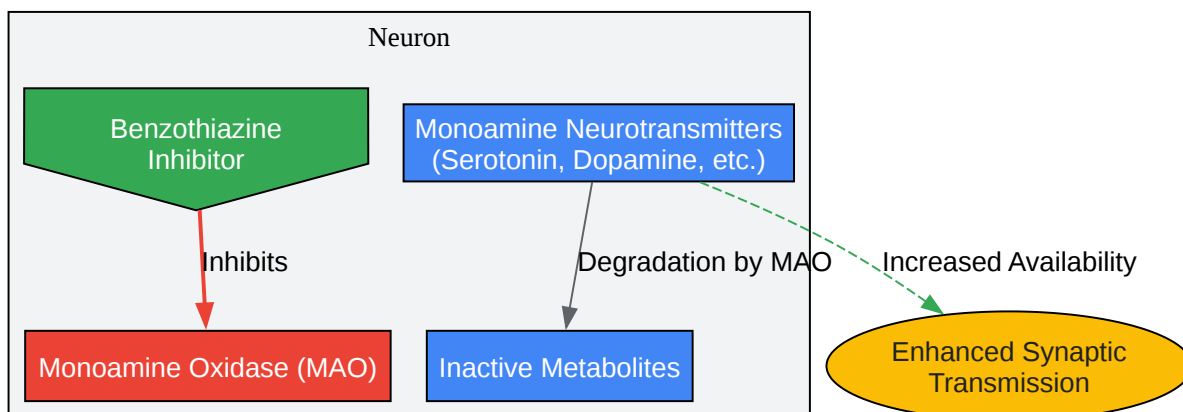 Neuron
Benzothiazine
Inhibitor
Monoamine Neurotransmitters
(Serotonin, Dopamine, etc.)
Inhibits
Degradation by MAO
Increased Availability
Monoamine Oxidase (MAO)
Inactive Metabolites
Enhanced Synaptic
Transmission